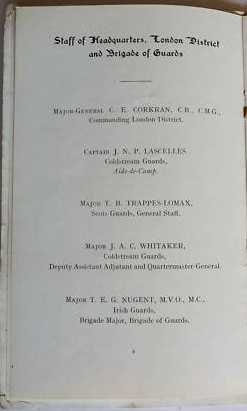 Staff of Headquarters, London District
and Brigade of Guards
Major-General C. E. CORKRAN, C.B., C.M.G.,
Commanding London District.
Captain J. N. P. LASCELLES
Coldstream Guards,
Aide-de-Camp.
Major T. B. TRAPPES-LOMAX,
Scots Guards, General Staff.
Major J. A. C. WHITAKER,
Coldstream Guards,
Deputy Assistant Adjutant and Quartermaster-General.
Major T. E. G. NUGENT, M.V.O., M.C.,
Irish Guards,
Brigade Major, Brigade of Guards.